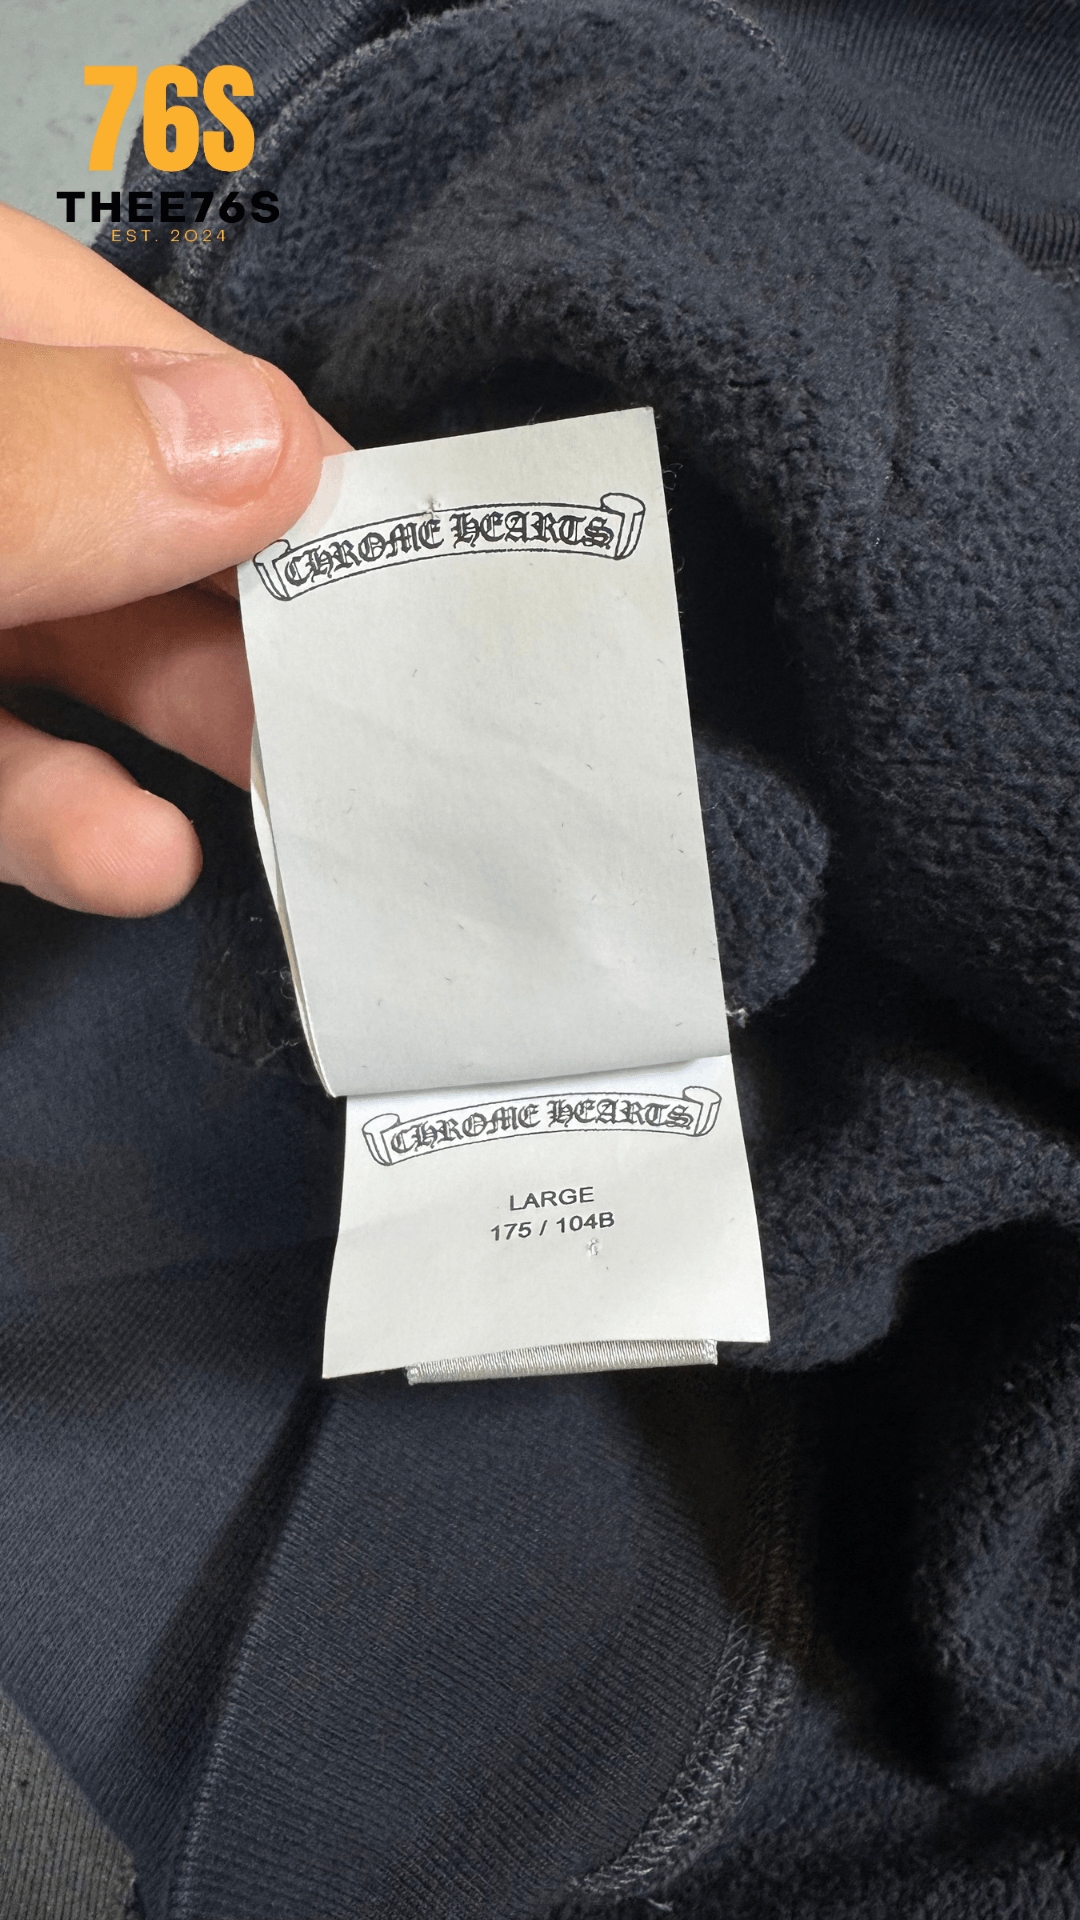 76S
THEE76S
EST. 2024
CHROME HEARTS
CHROME HEARTS
LARGE
175 / 104B